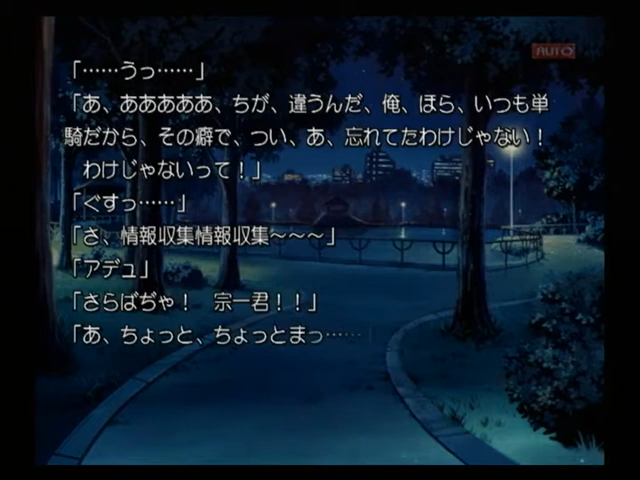 AUTO
「……うっ……」
「あ、あああああ、ちが、違うんだ、俺、ほら、いつも単
騎だから、その癖で、つい、あ、忘れてたわけじゃない！
わけじゃないって！」
「ぐすっ……」
「さ、情報収集情報収集～～～」
「アデュ」
「さらばぢゃ！　宗一君！！」
「あ、ちょっと、ちょっとまっ……